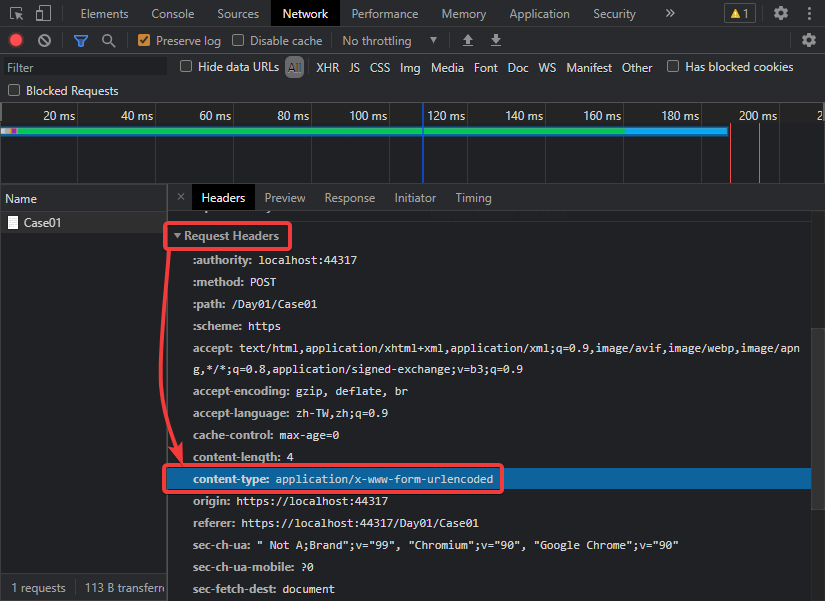 Elements Console Sources Network Performance Memory Application Security » 1
Preserve log Disable cache No throttling
Filter Hide data URLs All XHR JS CSS Img Media Font Doc WS Manifest Other Has blocked cookies
Blocked Requests
20 ms 40 ms 60 ms 80 ms 100 ms 120 ms 140 ms 160 ms 180 ms 200 ms 2
Name × Headers Preview Response Initiator Timing
Case01
Request Headers
:authority: localhost:44317
:method: POST
:path: /Day01/Case01
:scheme: https
accept: text/html,application/xhtml+xml,application/xml;q=0.9,image/avif,image/webp,image/apn
g,*/*;q=0.8,application/signed-exchange;v=b3;q=0.9
accept-encoding: gzip, deflate, br
accept-language: zh-TW,zh;q=0.9
cache-control: max-age=0
content-length: 4
content-type: application/x-www-form-urlencoded
origin: https://localhost:44317
referer: https://localhost:44317/Day01/Case01
sec-ch-ua: " Not A;Brand";v="99", "Chromium";v="90", "Google Chrome";v="90"
sec-ch-ua-mobile: ?0
sec-fetch-dest: document
1 requests 113 B transferre